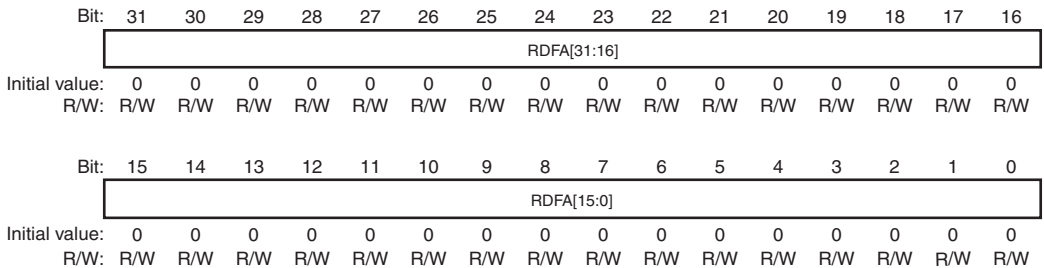 Bit: 31 30 29 28 27 26 25 24 23 22 21 20 19 18 17 16
RDFA[31:16]
Initial value: 0 0 0 0 0 0 0 0 0 0 0 0 0 0 0 0
R/W: R/W R/W R/W R/W R/W R/W R/W R/W R/W R/W R/W R/W R/W R/W R/W R/W
Bit: 15 14 13 12 11 10 9 8 7 6 5 4 3 2 1 0
RDFA[15:0]
Initial value: 0 0 0 0 0 0 0 0 0 0 0 0 0 0 0 0
R/W: R/W R/W R/W R/W R/W R/W R/W R/W R/W R/W R/W R/W R/W R/W R/W R/W